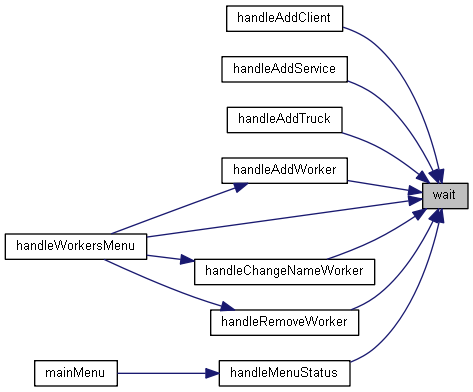 handleAddClient
handleAddService
handleAddTruck
handleAddWorker
wait
handleWorkersMenu
handleChangeNameWorker
handleRemoveWorker
mainMenu
handleMenuStatus